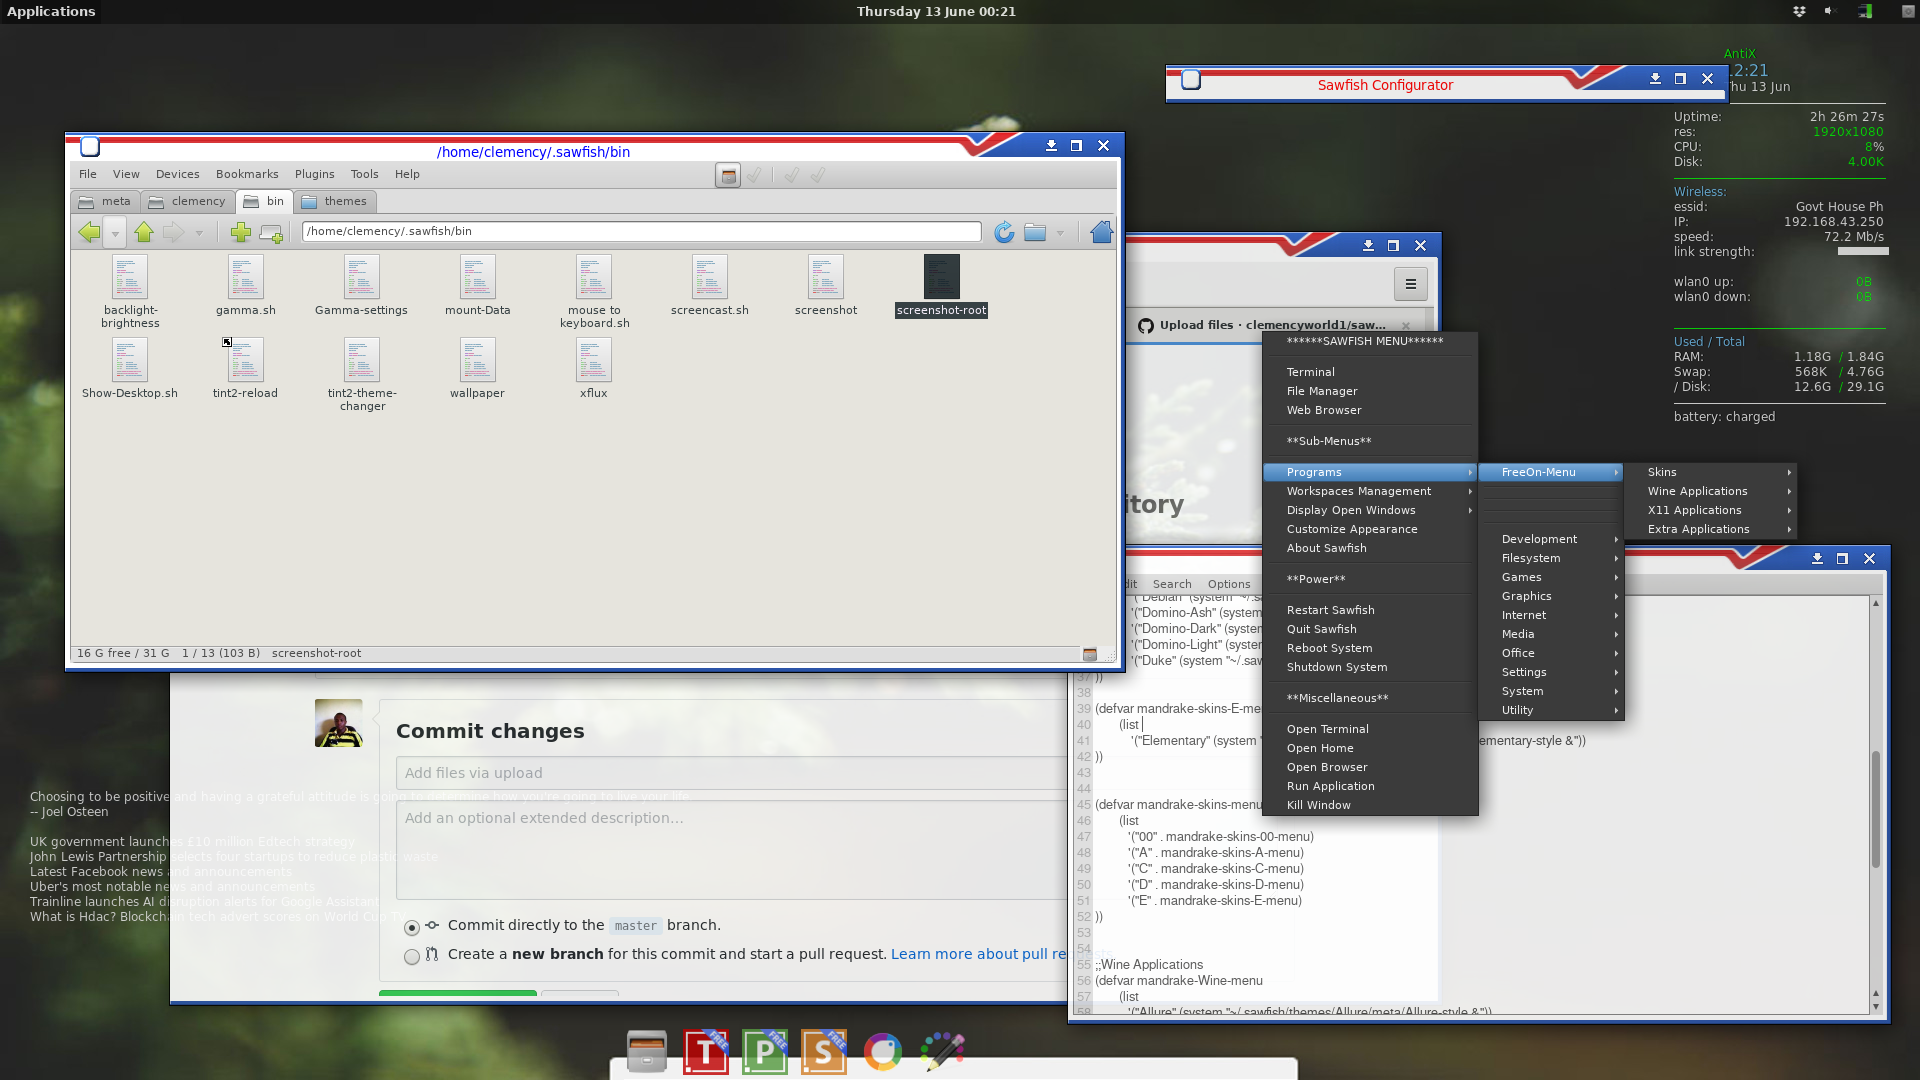 Applications
Thursday 13 June 00:21
AntiX
12:21
Thu 13 Jun
Sawfish Configurator
Uptime: 2h 26m 27s
res: 1920x1080
CPU: 8%
Disk: 4.00K
Wireless:
essid: Govt House Ph
IP: 192.168.43.250
speed: 72.2 Mb/s
link strength:
wlan0 up: 0B
wlan0 down: 0B
Used / Total
RAM: 1.18G / 1.84G
Swap: 568K / 4.76G
/ Disk: 12.6G / 29.1G
battery: charged
/home/clemency/.sawfish/bin
File View Devices Bookmarks Plugins Tools Help
meta clemency bin themes
/home/clemency/.sawfish/bin
backlight-brightness
gamma.sh
Gamma-settings
mount-Data
mouse to keyboard.sh
screencast.sh
screenshot
screenshot-root
Show-Desktop.sh
tint2-reload
tint2-theme-changer
wallpaper
xflux
16 G free / 31 G 1 / 13 (103 B) screenshot-root
Upload files · clemencyworld1/saw...
itory
******SAWFISH MENU******
Terminal
File Manager
Web Browser
**Sub-Menus**
Programs
Workspaces Management
Display Open Windows
Customize Appearance
About Sawfish
**Power**
Restart Sawfish
Quit Sawfish
Reboot System
Shutdown System
**Miscellaneous**
Open Terminal
Open Home
Open Browser
Run Application
Kill Window
FreeOn-Menu
Development
Filesystem
Games
Graphics
Internet
Media
Office
Settings
System
Utility
Skins
Wine Applications
X11 Applications
Extra Applications
dit Search Options
'("Debian" (system "~/.sa
'("Domino-Ash" (system
'("Domino-Dark" (system
'("Domino-Light" (system
'("Duke" (system "~/.saw
37 ))
38
39 (defvar mandrake-skins-E-me
40 (list
41 '("Elementary" (system " ementary-style &"))
42 ))
43
44
45 (defvar mandrake-skins-menu
46 (list
47 '("00" . mandrake-skins-00-menu)
48 '("A" . mandrake-skins-A-menu)
49 '("C" . mandrake-skins-C-menu)
50 '("D" . mandrake-skins-D-menu)
51 '("E" . mandrake-skins-E-menu)
52 ))
53
54
55 ;;Wine Applications
56 (defvar mandrake-Wine-menu
57 (list
58 '("Allure" (system "~/.sawfish/themes/Allure/meta/Allure-style &"))
Commit changes
Add files via upload
Add an optional extended description…
Commit directly to the master branch.
Create a new branch for this commit and start a pull request. Learn more about pull re
Choosing to be positive and having a grateful attitude is going to determine how you're going to live your life.
-- Joel Osteen
UK government launches £10 million Edtech strategy
John Lewis Partnership selects four startups to reduce plastic waste
Latest Facebook news and announcements
Uber's most notable news and announcements
Trainline launches AI disruption alerts for Google Assistant
What is Hdac? Blockchain tech advert scores on World Cup
T FREE
P FREE
S FREE